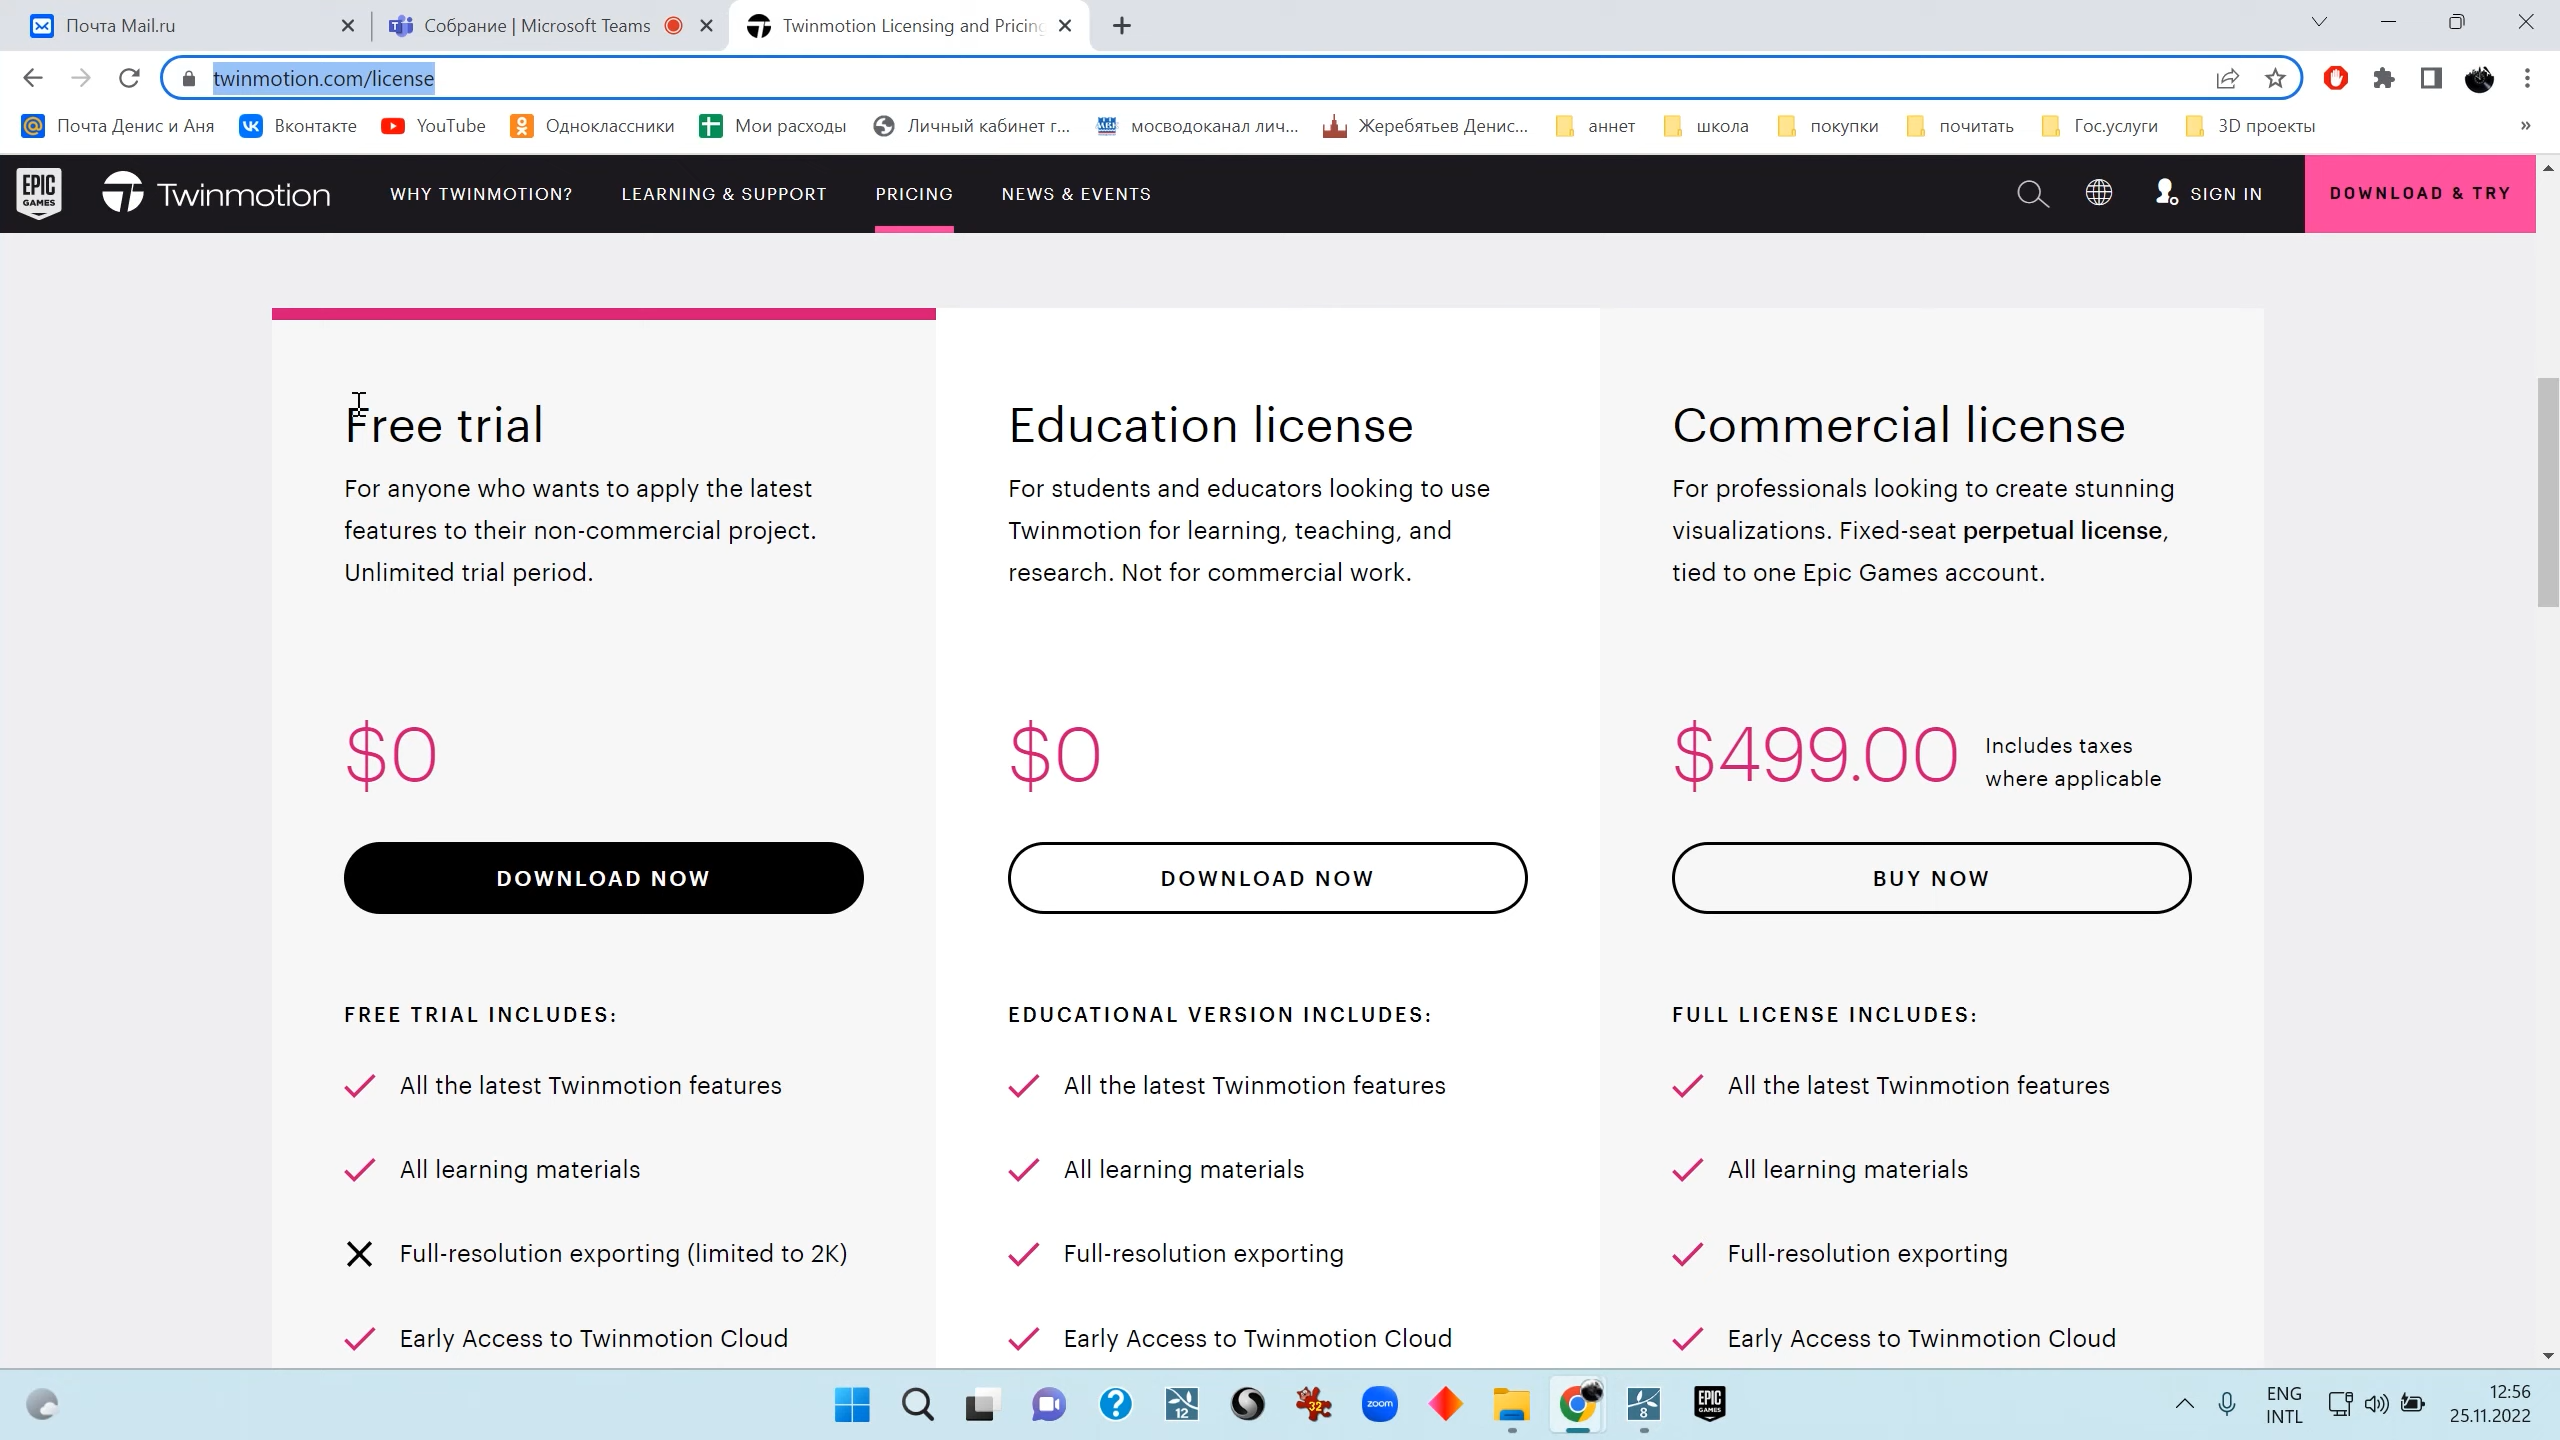 Почта Mail.ru
Собрание | Microsoft Teams
Twinmotion Licensing and Pricing
twinmotion.com/license
Почта Денис и Аня
Вконтакте
YouTube
Одноклассники
Мои расходы
Личный кабинет г...
мосводоканал лич...
Жеребятьев Денис...
аннет
школа
покупки
почитать
Гос.услуги
3D проекты
»
EPIC GAMES
Twinmotion
WHY TWINMOTION?
LEARNING & SUPPORT
PRICING
NEWS & EVENTS
SIGN IN
DOWNLOAD & TRY
Free trial
For anyone who wants to apply the latest
features to their non-commercial project.
Unlimited trial period.
$0
DOWNLOAD NOW
FREE TRIAL INCLUDES:
All the latest Twinmotion features
All learning materials
Full-resolution exporting (limited to 2K)
Early Access to Twinmotion Cloud
Education license
For students and educators looking to use
Twinmotion for learning, teaching, and
research. Not for commercial work.
$0
DOWNLOAD NOW
EDUCATIONAL VERSION INCLUDES:
All the latest Twinmotion features
All learning materials
Full-resolution exporting
Early Access to Twinmotion Cloud
Commercial license
For professionals looking to create stunning
visualizations. Fixed-seat perpetual license,
tied to one Epic Games account.
$499.00
Includes taxes
where applicable
BUY NOW
FULL LICENSE INCLUDES:
All the latest Twinmotion features
All learning materials
Full-resolution exporting
Early Access to Twinmotion Cloud
12
32
zoom
8
EPIC GAMES
ENG
INTL
12:56
25.11.2022